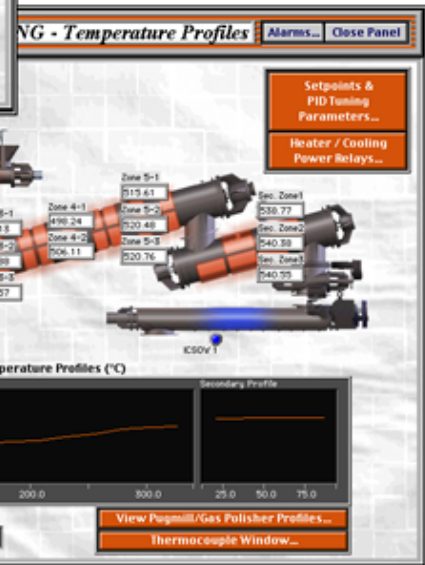 NG - Temperature Profiles
Alarms...
Close Panel
Setpoints &
PID Tuning
Parameters...
Heater / Cooling
Power Relays...
Zone 5-1
515.61
Zone 4-1
498.24
Zone 5-2
520.48
Zone 4-2
506.11
Zone 5-3
520.76
Sec. Zone1
538.77
Sec. Zone2
540.38
Sec. Zone3
540.55
ICSOV 1
perature Profiles (°C)
Secondary Profile
200.0
300.0
25.0
50.0
75.0
View Pugmill/Gas Polisher Profiles...
Thermocouple Window...